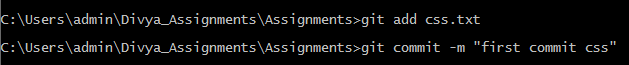 C:\Users\admin\Divya_Assignments\Assignments>git add css.txt
C:\Users\admin\Divya_Assignments\Assignments>git commit -m "first commit css"